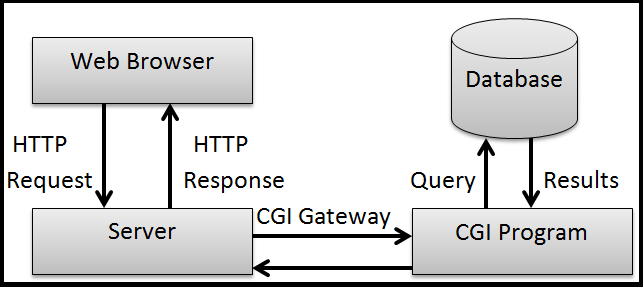 Web Browser
Database
HTTP
Request
HTTP
Response
Query
Results
Server
CGI Gateway
CGI Program